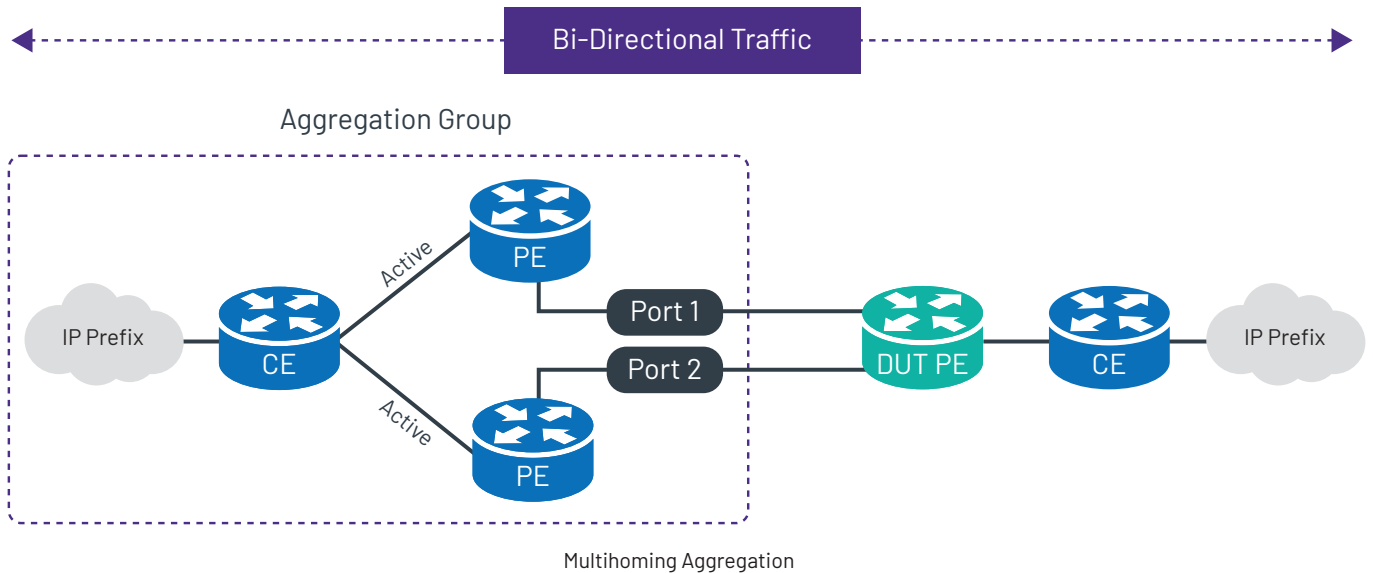 Bi-Directional Traffic
Aggregation Group
PE
Active
Port 1
IP Prefix
CE
DUT PE
CE
IP Prefix
Port 2
Active
PE
Multihoming Aggregation